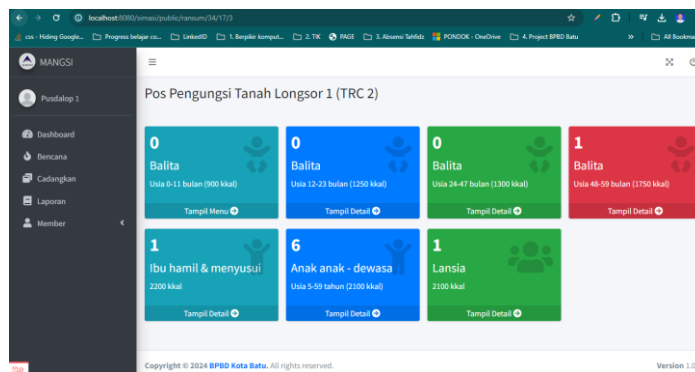 localhost:8080/simasi/public/ransum/34/17/3
css - Hiding Google...
Progress belajar co...
LinkedID
1. Berpikir komput...
2. TIK
PAGE
3. Absensi Tahfidz
PONDOK - OneDrive
4. Project BPBD Batu
»
All Bookma
MANGSI
Pusdalop 1
Dashboard
Bencana
Cadangkan
Laporan
Member
Pos Pengungsi Tanah Longsor 1 (TRC 2)
0
Balita
Usia 0-11 bulan (900 kkal)
Tampil Menu
0
Balita
Usia 12-23 bulan (1250 kkal)
Tampil Detail
0
Balita
Usia 24-47 bulan (1300 kkal)
Tampil Detail
1
Balita
Usia 48-59 bulan (1750 kkal)
Tampil Detail
1
Ibu hamil & menyusui
2200 kkal
Tampil Detail
6
Anak anak - dewasa
Usia 5-59 tahun (2100 kkal)
Tampil Detail
1
Lansia
2100 kkal
Tampil Detail
Copyright © 2024 BPBD Kota Batu. All rights reserved.
Version 1.0